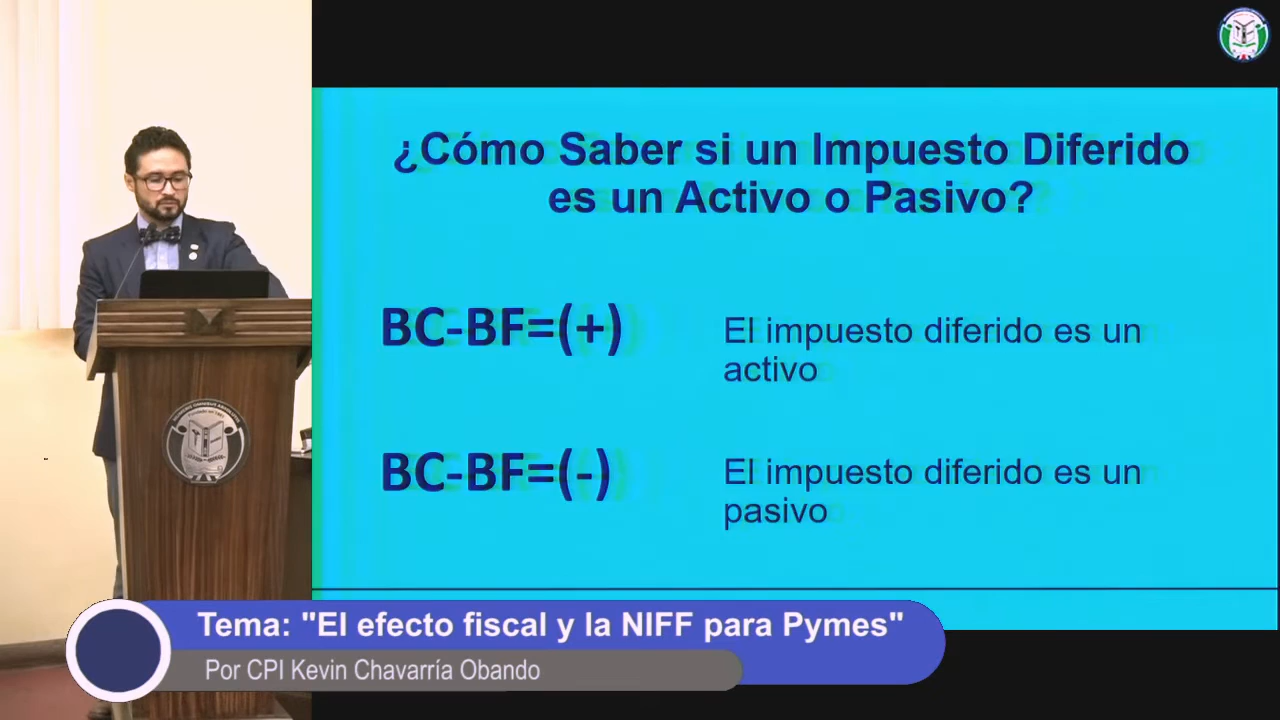 ¿Cómo Saber si un Impuesto Diferido
es un Activo o Pasivo?
BC-BF=(+)
El impuesto diferido es un
activo
BC-BF=(-)
El impuesto diferido es un
pasivo
Tema: "El efecto fiscal y la NIFF para Pymes"
Por CPI Kevin Chavarría Obando